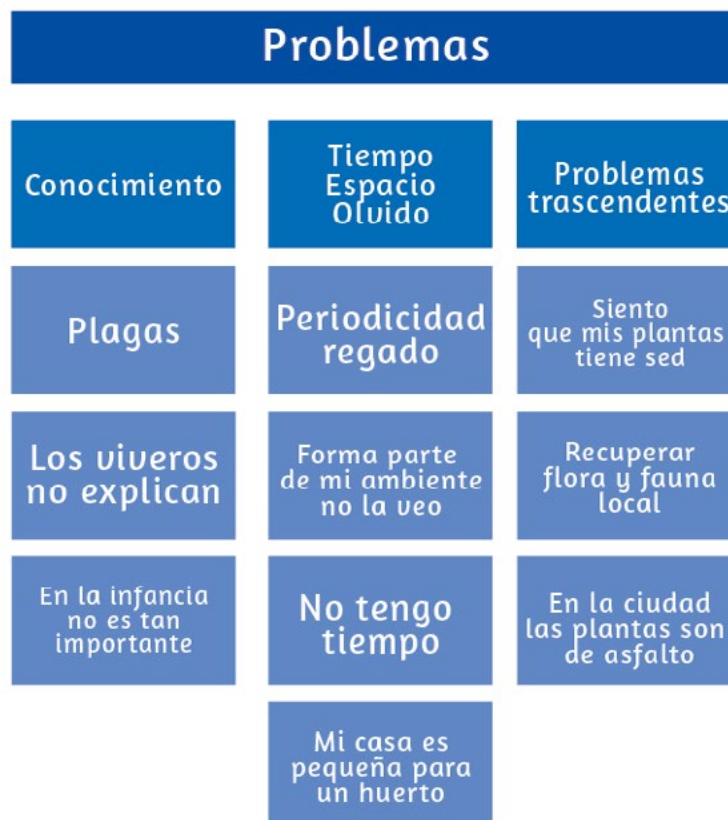 Problemas
Conocimiento
Tiempo
Espacio
Olvido
Problemas
trascendentes
Plagas
Periodicidad
regado
Siento
que mis plantas
tiene sed
Los viveros
no explican
Forma parte
de mi ambiente
no la veo
Recuperar
flora y fauna
local
En la infancia
no es tan
importante
No tengo
tiempo
En la ciudad
las plantas son
de asfalto
Mi casa es
pequeña para
un huerto